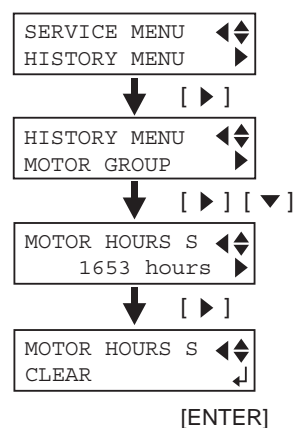 SERVICE MENU ◀◆
HISTORY MENU ▶
[ ▶ ]
HISTORY MENU ◀◆
MOTOR GROUP ▶
[ ▶ ] [ ▼ ]
MOTOR HOURS S ◀◆
1653 hours ▶
[ ▶ ]
MOTOR HOURS S ◀◆
CLEAR ↵
[ENTER]